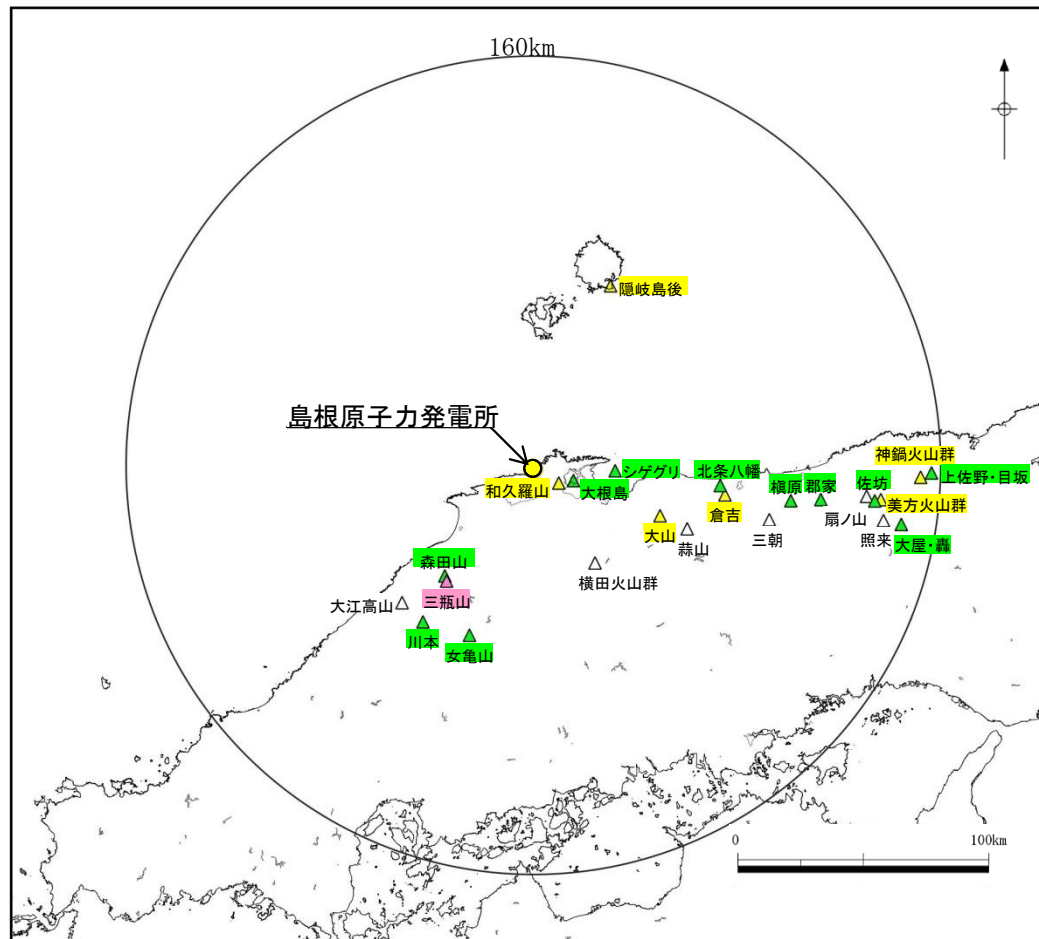 160km
隠岐島後
島根原子力発電所
神鍋火山群
シゲグリ
北条八幡
上佐野・目坂
和久羅山
大根島
槇原
郡家
佐坊
倉吉
扇ノ山
美方火山群
大山
蒜山
三朝
照来
大屋・轟
森田山
横田火山群
三瓶山
大江高山
川本
女亀山
0
100km